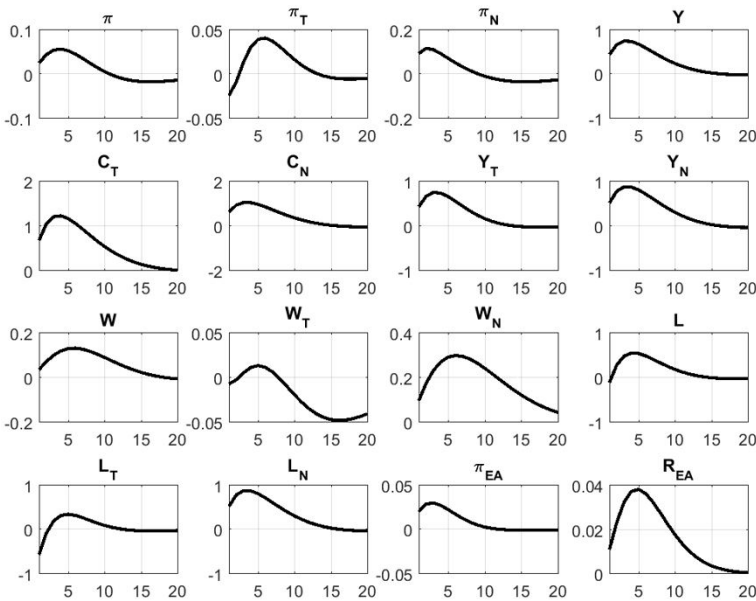 π π_T π_N Y
0.1 0.05 0.2 1
0 0 0 0
-0.1 -0.05 -0.2 -1
5 10 15 20 5 10 15 20 5 10 15 20 5 10 15 20
C_T C_N Y_T Y_N
2 2 1 1
1 0 0 0
0 -2 -1 -1
5 10 15 20 5 10 15 20 5 10 15 20 5 10 15 20
W W_T W_N L
0.2 0.05 0.4 1
0 0 0.2 0
-0.2 -0.05 0 -1
5 10 15 20 5 10 15 20 5 10 15 20 5 10 15 20
L_T L_N π_EA R_EA
1 1 0.05 0.04
0 0 0 0.02
-1 -1 -0.05 0
5 10 15 20 5 10 15 20 5 10 15 20 5 10 15 20